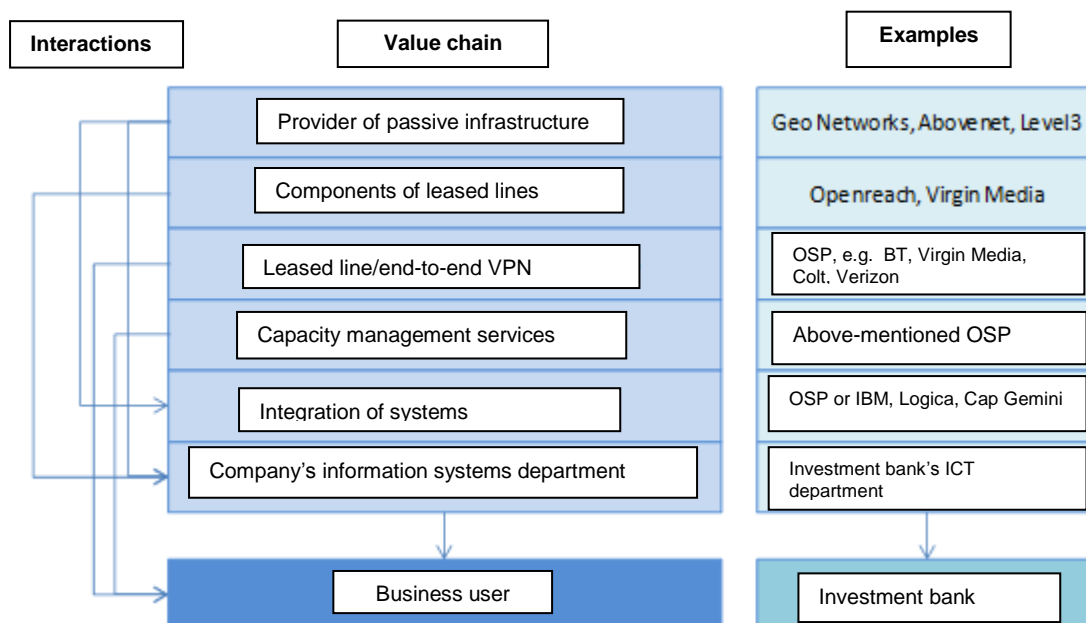 Interactions
Value chain
Examples
Provider of passive infrastructure
Geo Networks, Abovenet, Level3
Components of leased lines
Openreach, Virgin Media
Leased line/end-to-end VPN
OSP, e.g. BT, Virgin Media,
Colt, Verizon
Capacity management services
Above-mentioned OSP
Integration of systems
OSP or IBM, Logica, Cap Gemini
Company's information systems department
Investment bank's ICT
department
Business user
Investment bank